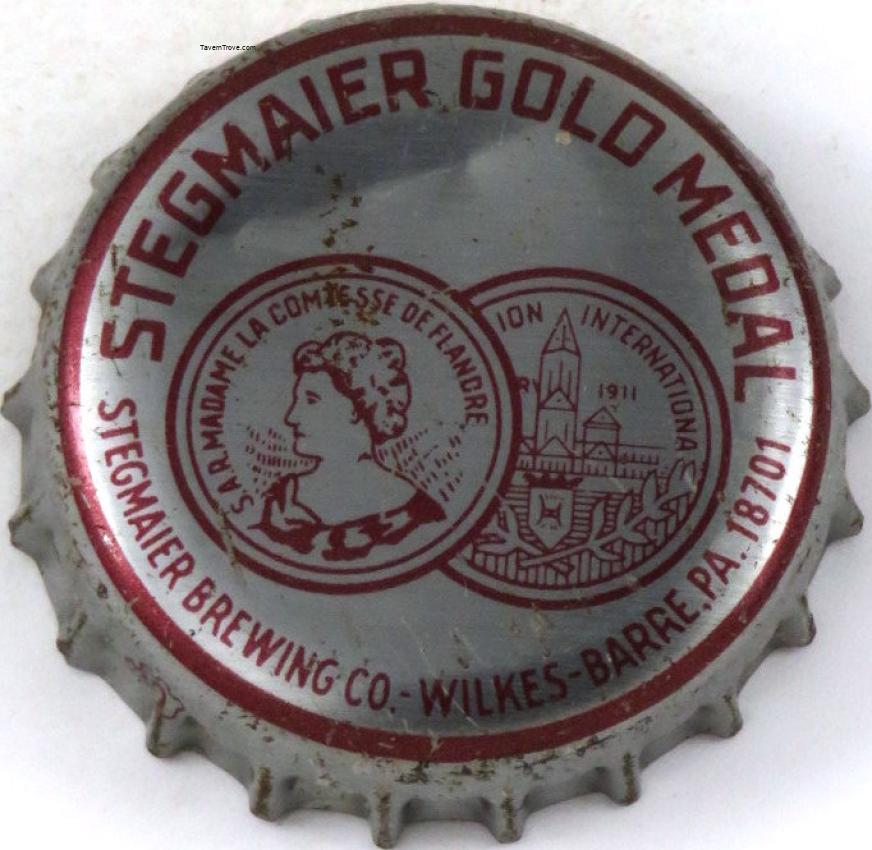 TavernTrove.com
STEGMAIER GOLD MEDAL
S.A.R. MADAME LA COMTESSE DE FLANDRE
ION INTERNATIONA
1911
STEGMAIER BREWING CO. - WILKES-BARRE, PA. 18701